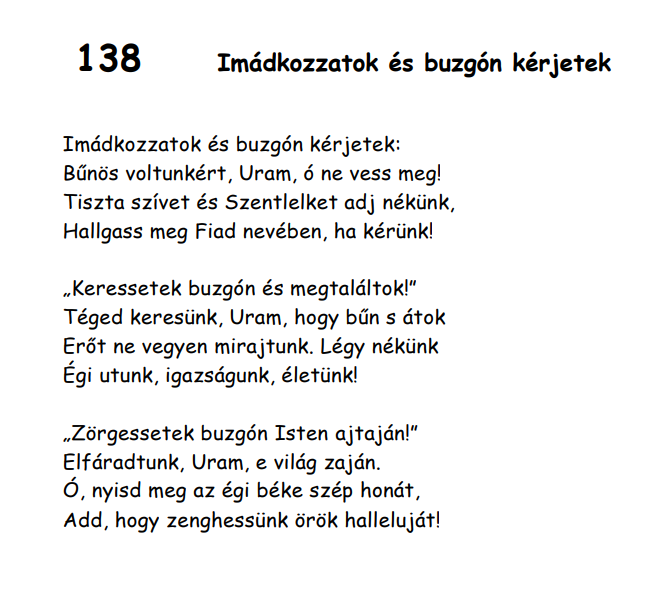 138 Imádkozzatok és buzgón kérjetek
Imádkozzatok és buzgón kérjetek:
Bűnös voltunkért, Uram, ó ne vess meg!
Tiszta szívet és Szentlelket adj nékünk,
Hallgass meg Fiad nevében, ha kérünk!
„Keressetek buzgón és megtaláltok!”
Téged keresünk, Uram, hogy bűn s átok
Erőt ne vegyen mirajtunk. Légy nékünk
Égi utunk, igazságunk, életünk!
„Zörgessetek buzgón Isten ajtaján!”
Elfáradtunk, Uram, e világ zaján.
Ó, nyisd meg az égi béke szép honát,
Add, hogy zenghessünk örök halleluját!